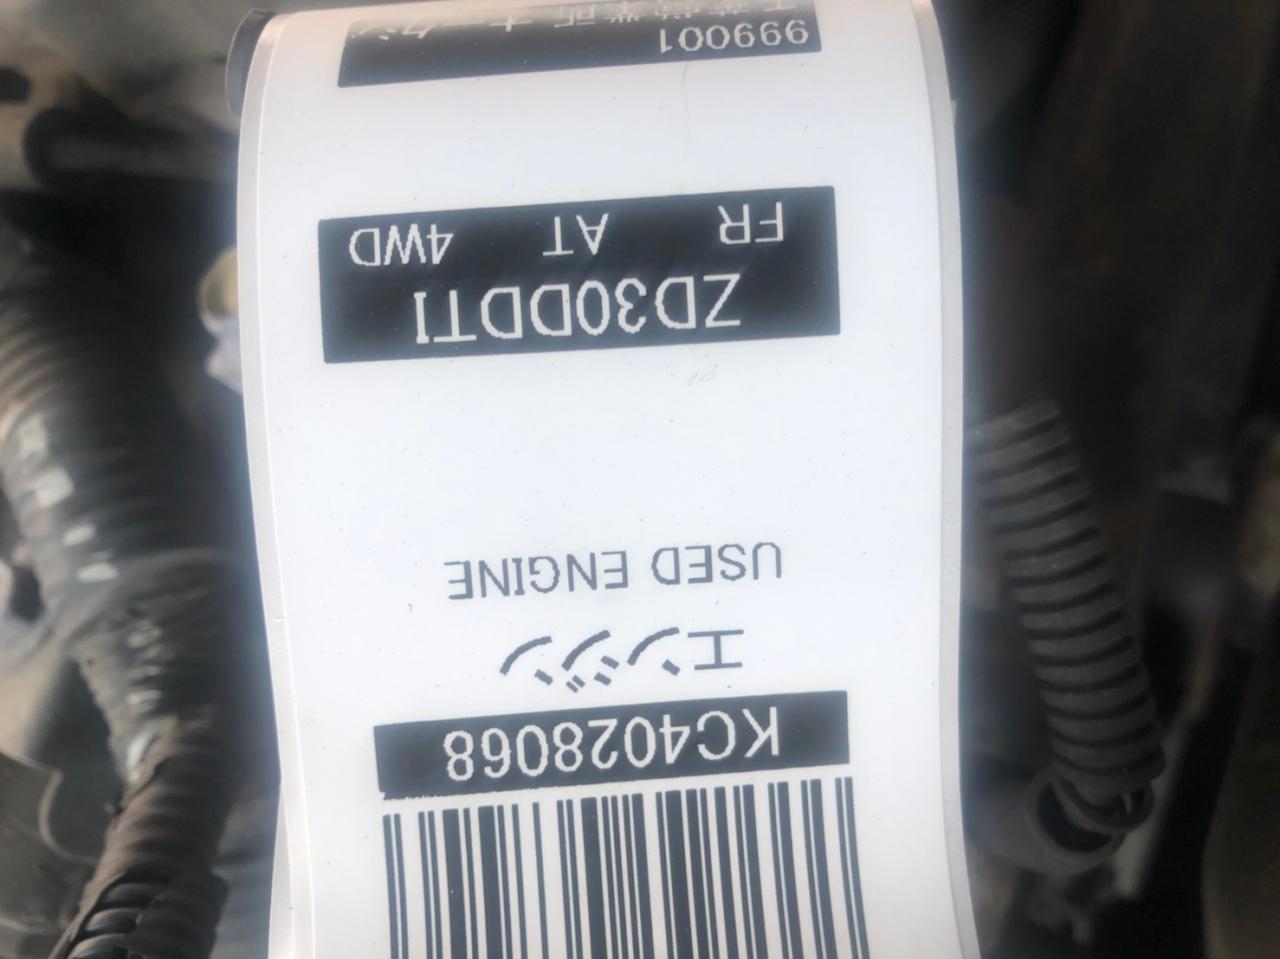 KC4028068
エンジン
USED ENGINE
ZD30DDTI
FR AT 4WD
999001